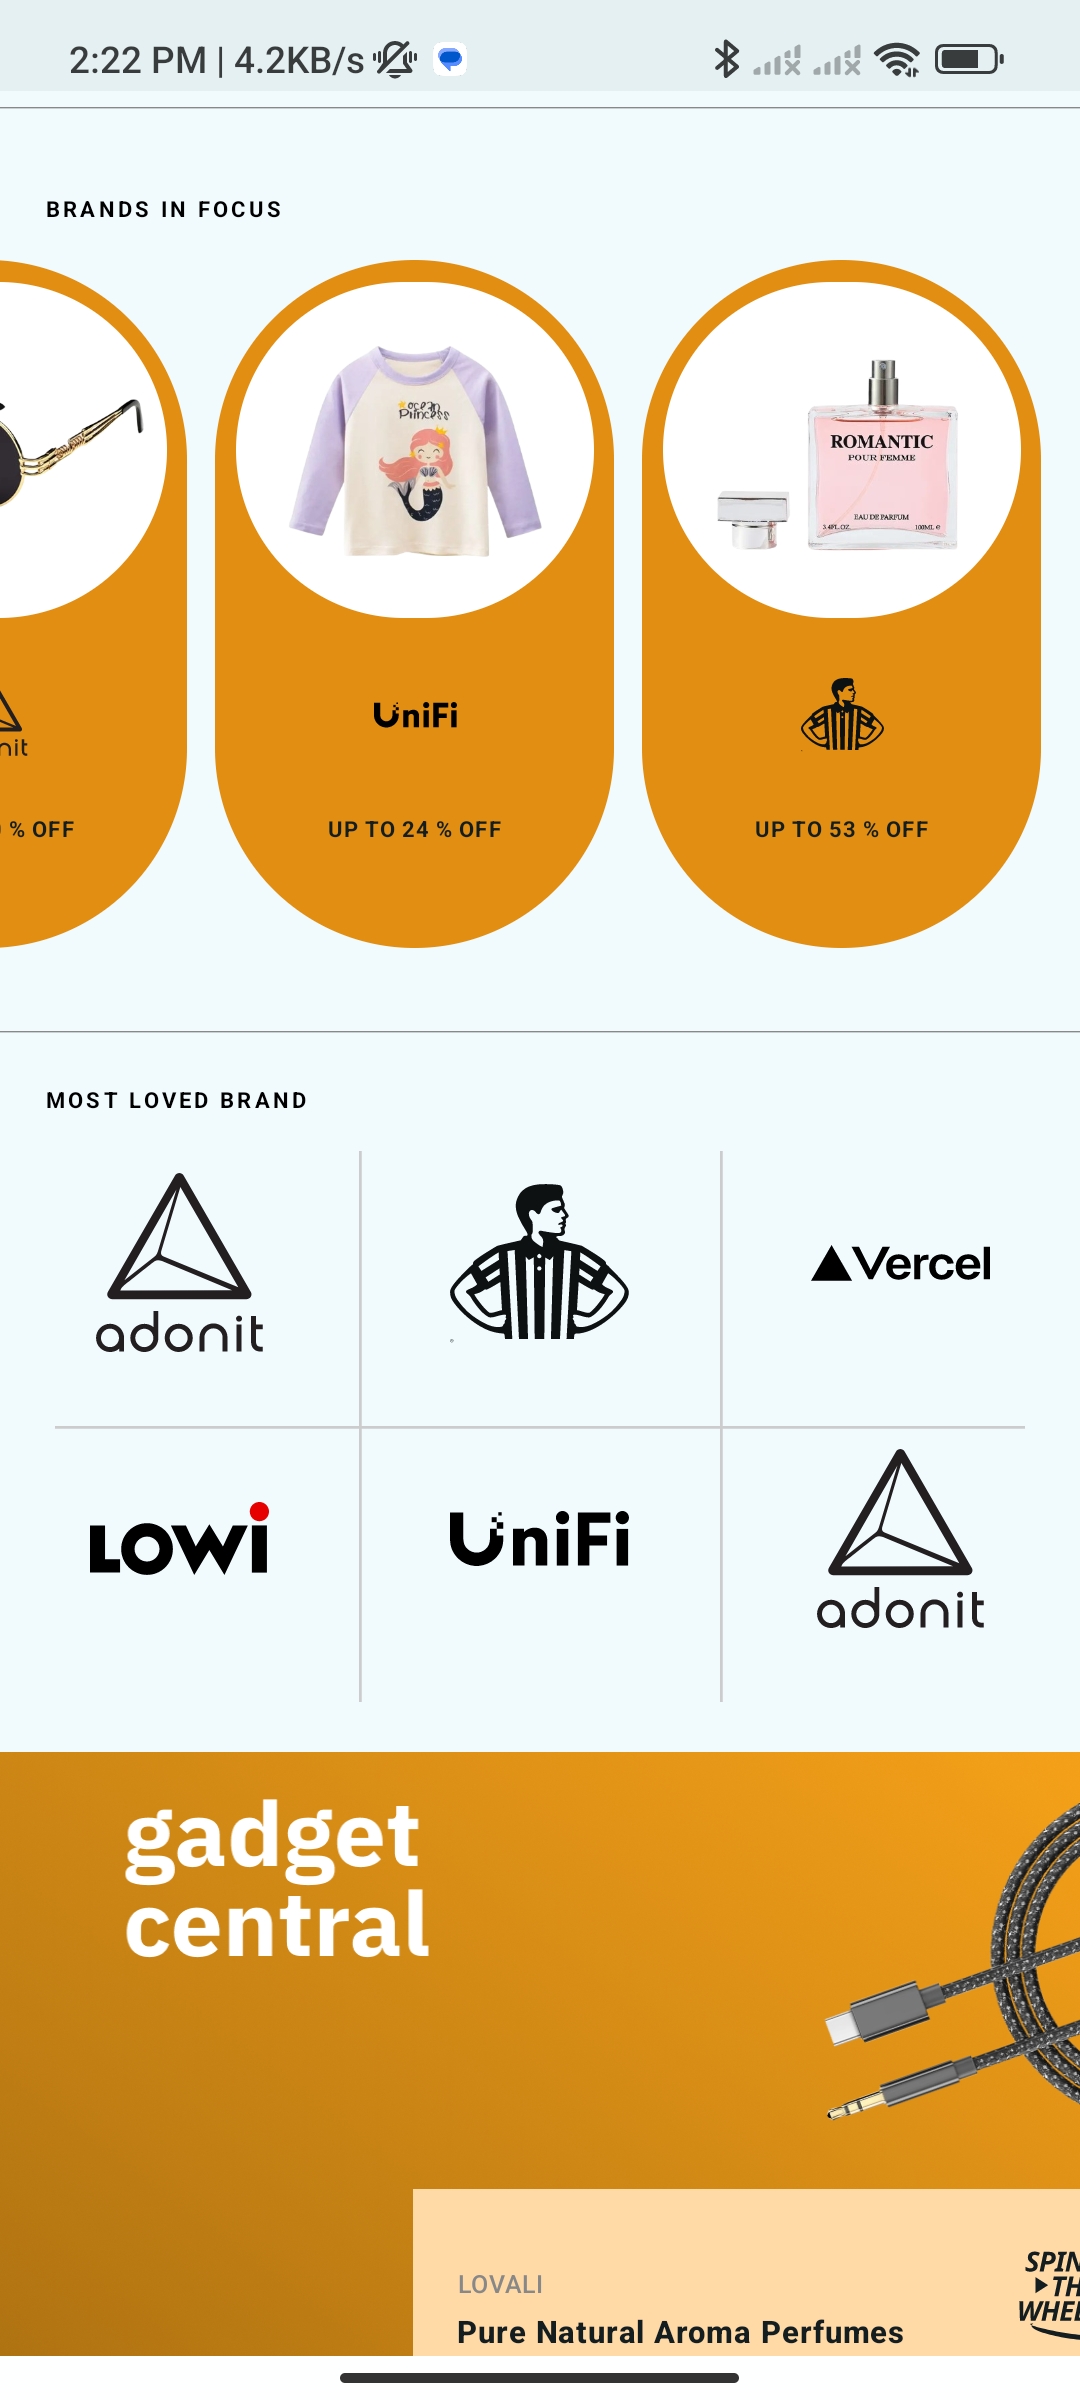 2:22 PM | 4.2KB/s
BRANDS IN FOCUS
ocean
Princess
ROMANTIC
POUR FEMME
EAU DE PARFUM
3.4FL.OZ 100ML e
nit
UniFi
% OFF
UP TO 24 % OFF
UP TO 53 % OFF
MOST LOVED BRAND
adonit
Vercel
LOWi
UniFi
adonit
gadget
central
LOVALI
Pure Natural Aroma Perfumes
SPIN
TH
WHEE